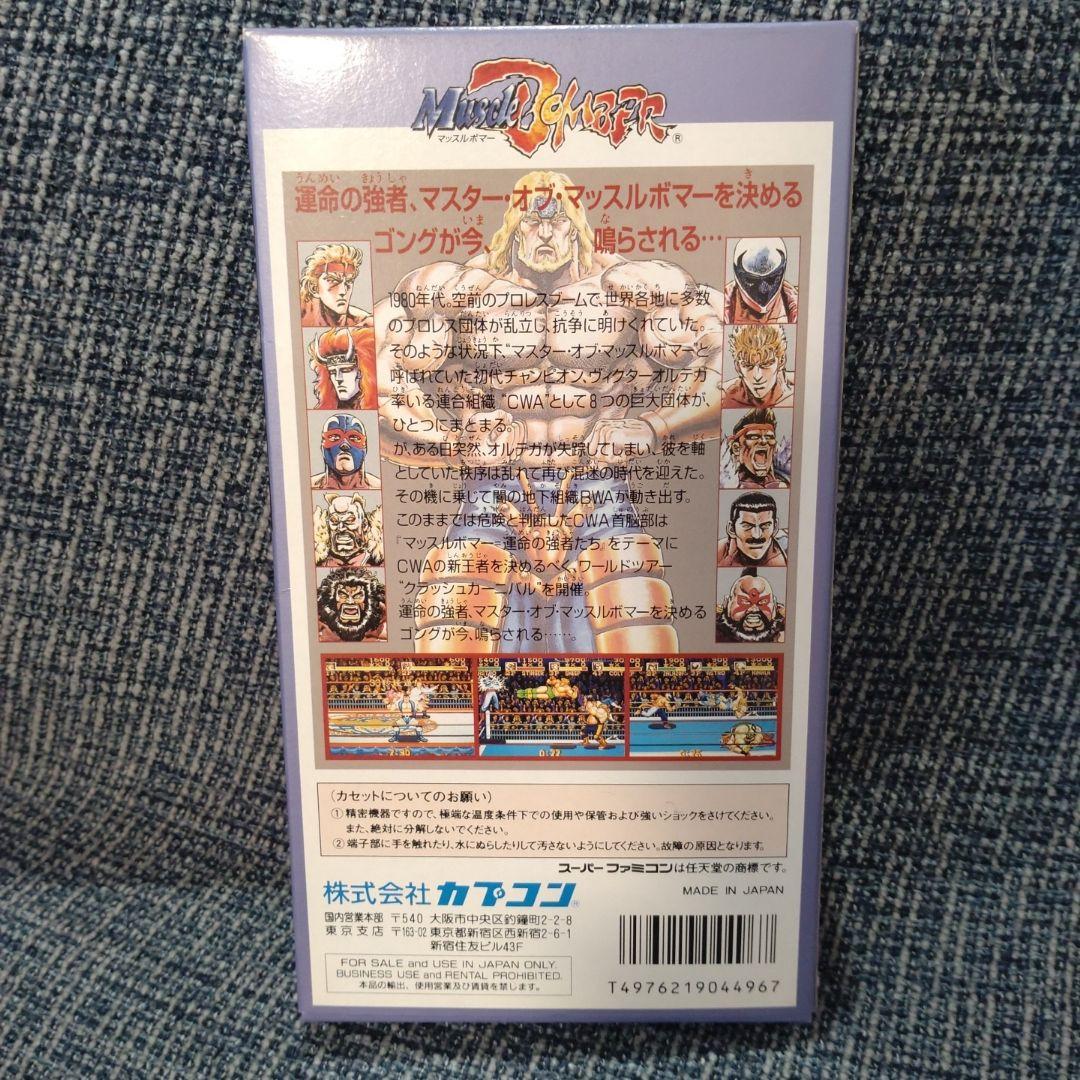 Muscle BOMBER
マッスルボマー ®
運命の強者、マスター・オブ・マッスルボマーを決める
ゴングが今、鳴らされる…
1980年代。空前のプロレスブームで、世界各地に多数
のプロレス団体が乱立し、抗争に明けくれていた。
そのような状況下、“マスター・オブ・マッスルボマー”と
呼ばれていた初代チャンピオン、ヴィクターオルテガ
率いる連合組織 “CWA”として8つの巨大団体が、
ひとつにまとまる。
が、ある日突然、オルテガが失踪してしまい、彼を軸
としていた秩序は乱れて再び混迷の時代を迎えた。
その機に乗じて闇の地下組織BWAが動き出す。
このままでは危険と判断したCWA首脳部は
『マッスルボマー=運命の強者たち』をテーマに
CWAの新王者を決めるべく、ワールドツアー
“クラッシュカーニバル”を開催。
運命の強者、マスター・オブ・マッスルボマーを決める
ゴングが今、鳴らされる……。
(カセットについてのお願い)
① 精密機器ですので、極端な温度条件下での使用や保管および強いショックをさけてください。
また、絶対に分解しないでください。
② 端子部に手を触れたり、水にぬらしたりして汚さないようにしてください。故障の原因となります。
スーパーファミコンは任天堂の商標です。
株式会社 カプコン®
MADE IN JAPAN
国内営業本部 〒540 大阪市中央区釣鐘町2-2-8
東京支店 〒163-02 東京都新宿区西新宿2-6-1
新宿住友ビル43F
FOR SALE and USE IN JAPAN ONLY.
BUSINESS USE and RENTAL PROHIBITED.
本品の輸出、使用営業及び賃貸を禁じます。
T4976219044967